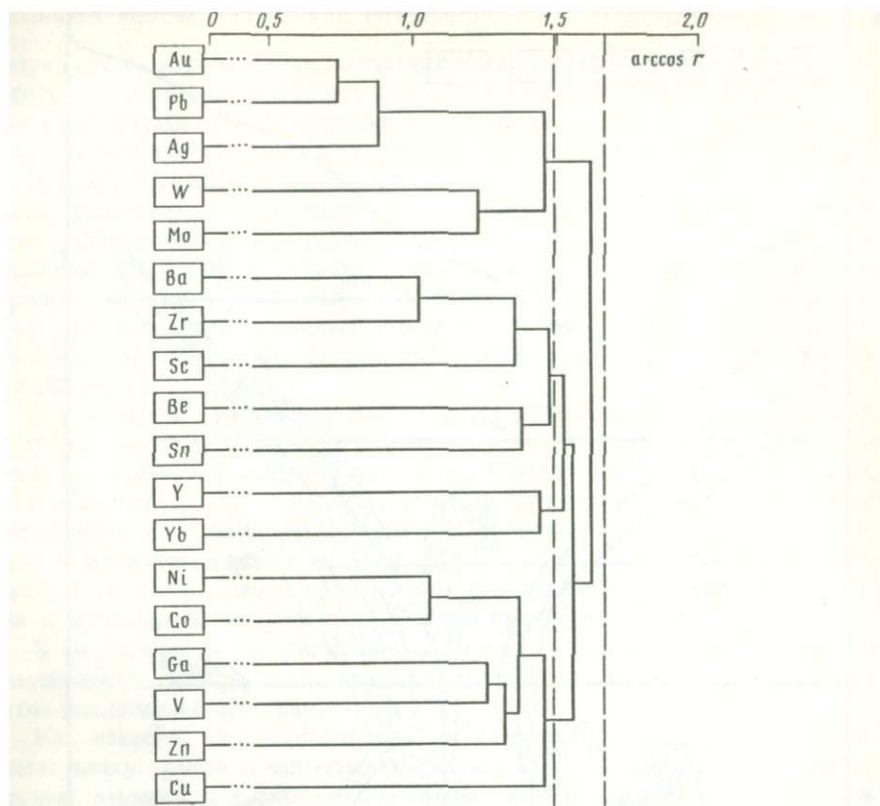 0 0,5 1,0 1,5 2,0
arccos r
Au
Pb
Ag
W
Mo
Ba
Zr
Sc
Be
Sn
Y
Yb
Ni
Co
Ga
V
Zn
Cu